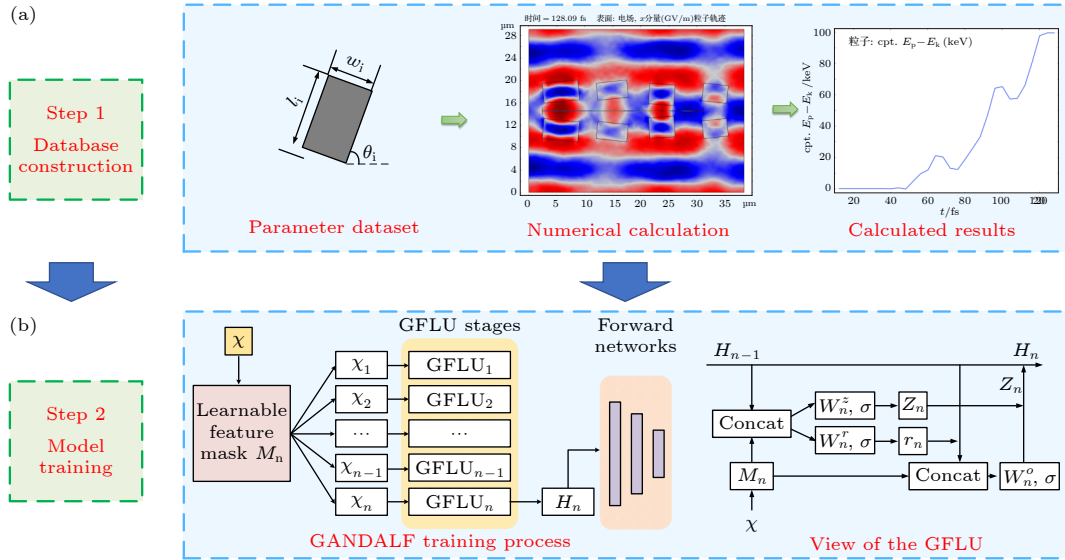 (a)
Step 1
Database
construction
w_i
l_i
θ_i
Parameter dataset
时间 = 128.09 fs 表面: 电场, x分量(GV/m)粒子轨迹
μm
28
24
20
16
12
8
4
0
0 5 10 15 20 25 30 35
μm
Numerical calculation
粒子: cpt. E_p−E_k (keV)
cpt. E_p−E_k /keV
100
80
60
40
20
0
20 40 60 80 100 120
t/fs
Calculated results
(b)
Step 2
Model
training
χ
Learnable
feature
mask M_n
GFLU stages
χ_1 GFLU_1
χ_2 GFLU_2
... ...
χ_{n−1} GFLU_{n−1}
χ_n GFLU_n
H_n
Forward
networks
GANDALF training process
H_{n−1} H_n
Z_n
W_n^z, σ Z_n
Concat
W_n^r, σ r_n
M_n Concat W_n^o, σ
χ
View of the GFLU